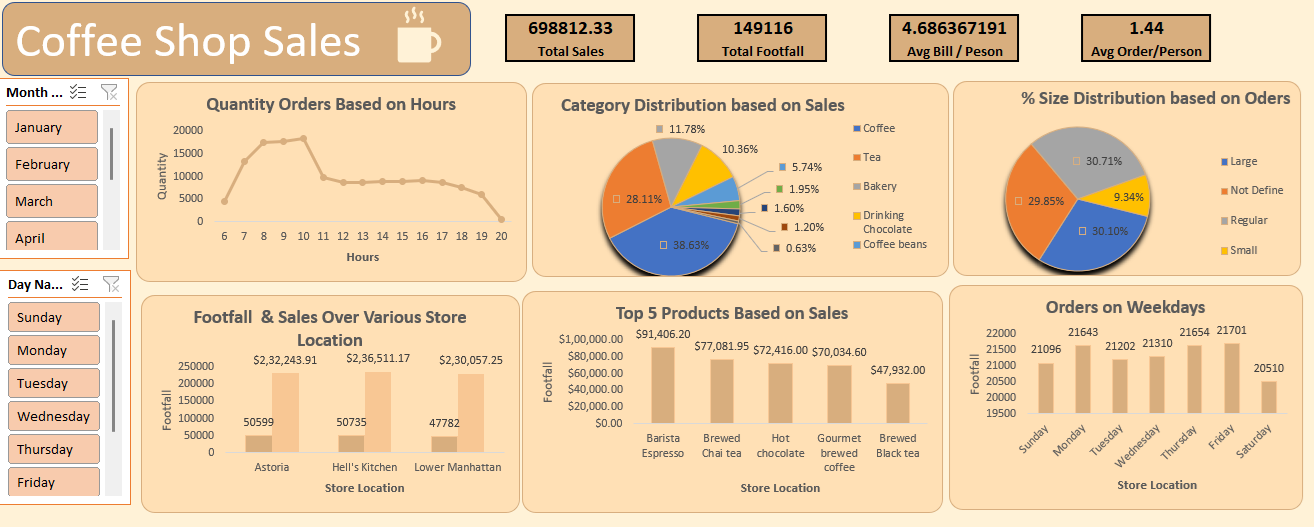 Coffee Shop Sales
698812.33
Total Sales
149116
Total Footfall
4.686367191
Avg Bill / Peson
1.44
Avg Order/Person
Month ...
January
February
March
April
Day Na...
Sunday
Monday
Tuesday
Wednesday
Thursday
Friday
Quantity Orders Based on Hours
Quantity
20000
15000
10000
5000
0
6 7 8 9 10 11 12 13 14 15 16 17 18 19 20
Hours
Category Distribution based on Sales
11.78%
10.36%
5.74%
1.95%
1.60%
1.20%
0.63%
28.11%
38.63%
Coffee
Tea
Bakery
Drinking
Chocolate
Coffee beans
% Size Distribution based on Oders
30.71%
9.34%
29.85%
30.10%
Large
Not Define
Regular
Small
Footfall & Sales Over Various Store
Location
Footfall
250000
200000
150000
100000
50000
0
$2,32,243.91 $2,36,511.17 $2,30,057.25
50599 50735 47782
Astoria Hell's Kitchen Lower Manhattan
Store Location
Top 5 Products Based on Sales
Footfall
$1,00,000.00
$80,000.00
$60,000.00
$40,000.00
$20,000.00
$0.00
$91,406.20
$77,081.95
$72,416.00
$70,034.60
$47,932.00
Barista
Espresso
Brewed
Chai tea
Hot
chocolate
Gourmet
brewed
coffee
Brewed
Black tea
Store Location
Orders on Weekdays
Footfall
22000
21500
21000
20500
20000
19500
21096
21643
21202
21310
21654
21701
20510
Sunday
Monday
Tuesday
Wednesday
Thursday
Friday
Saturday
Store Location